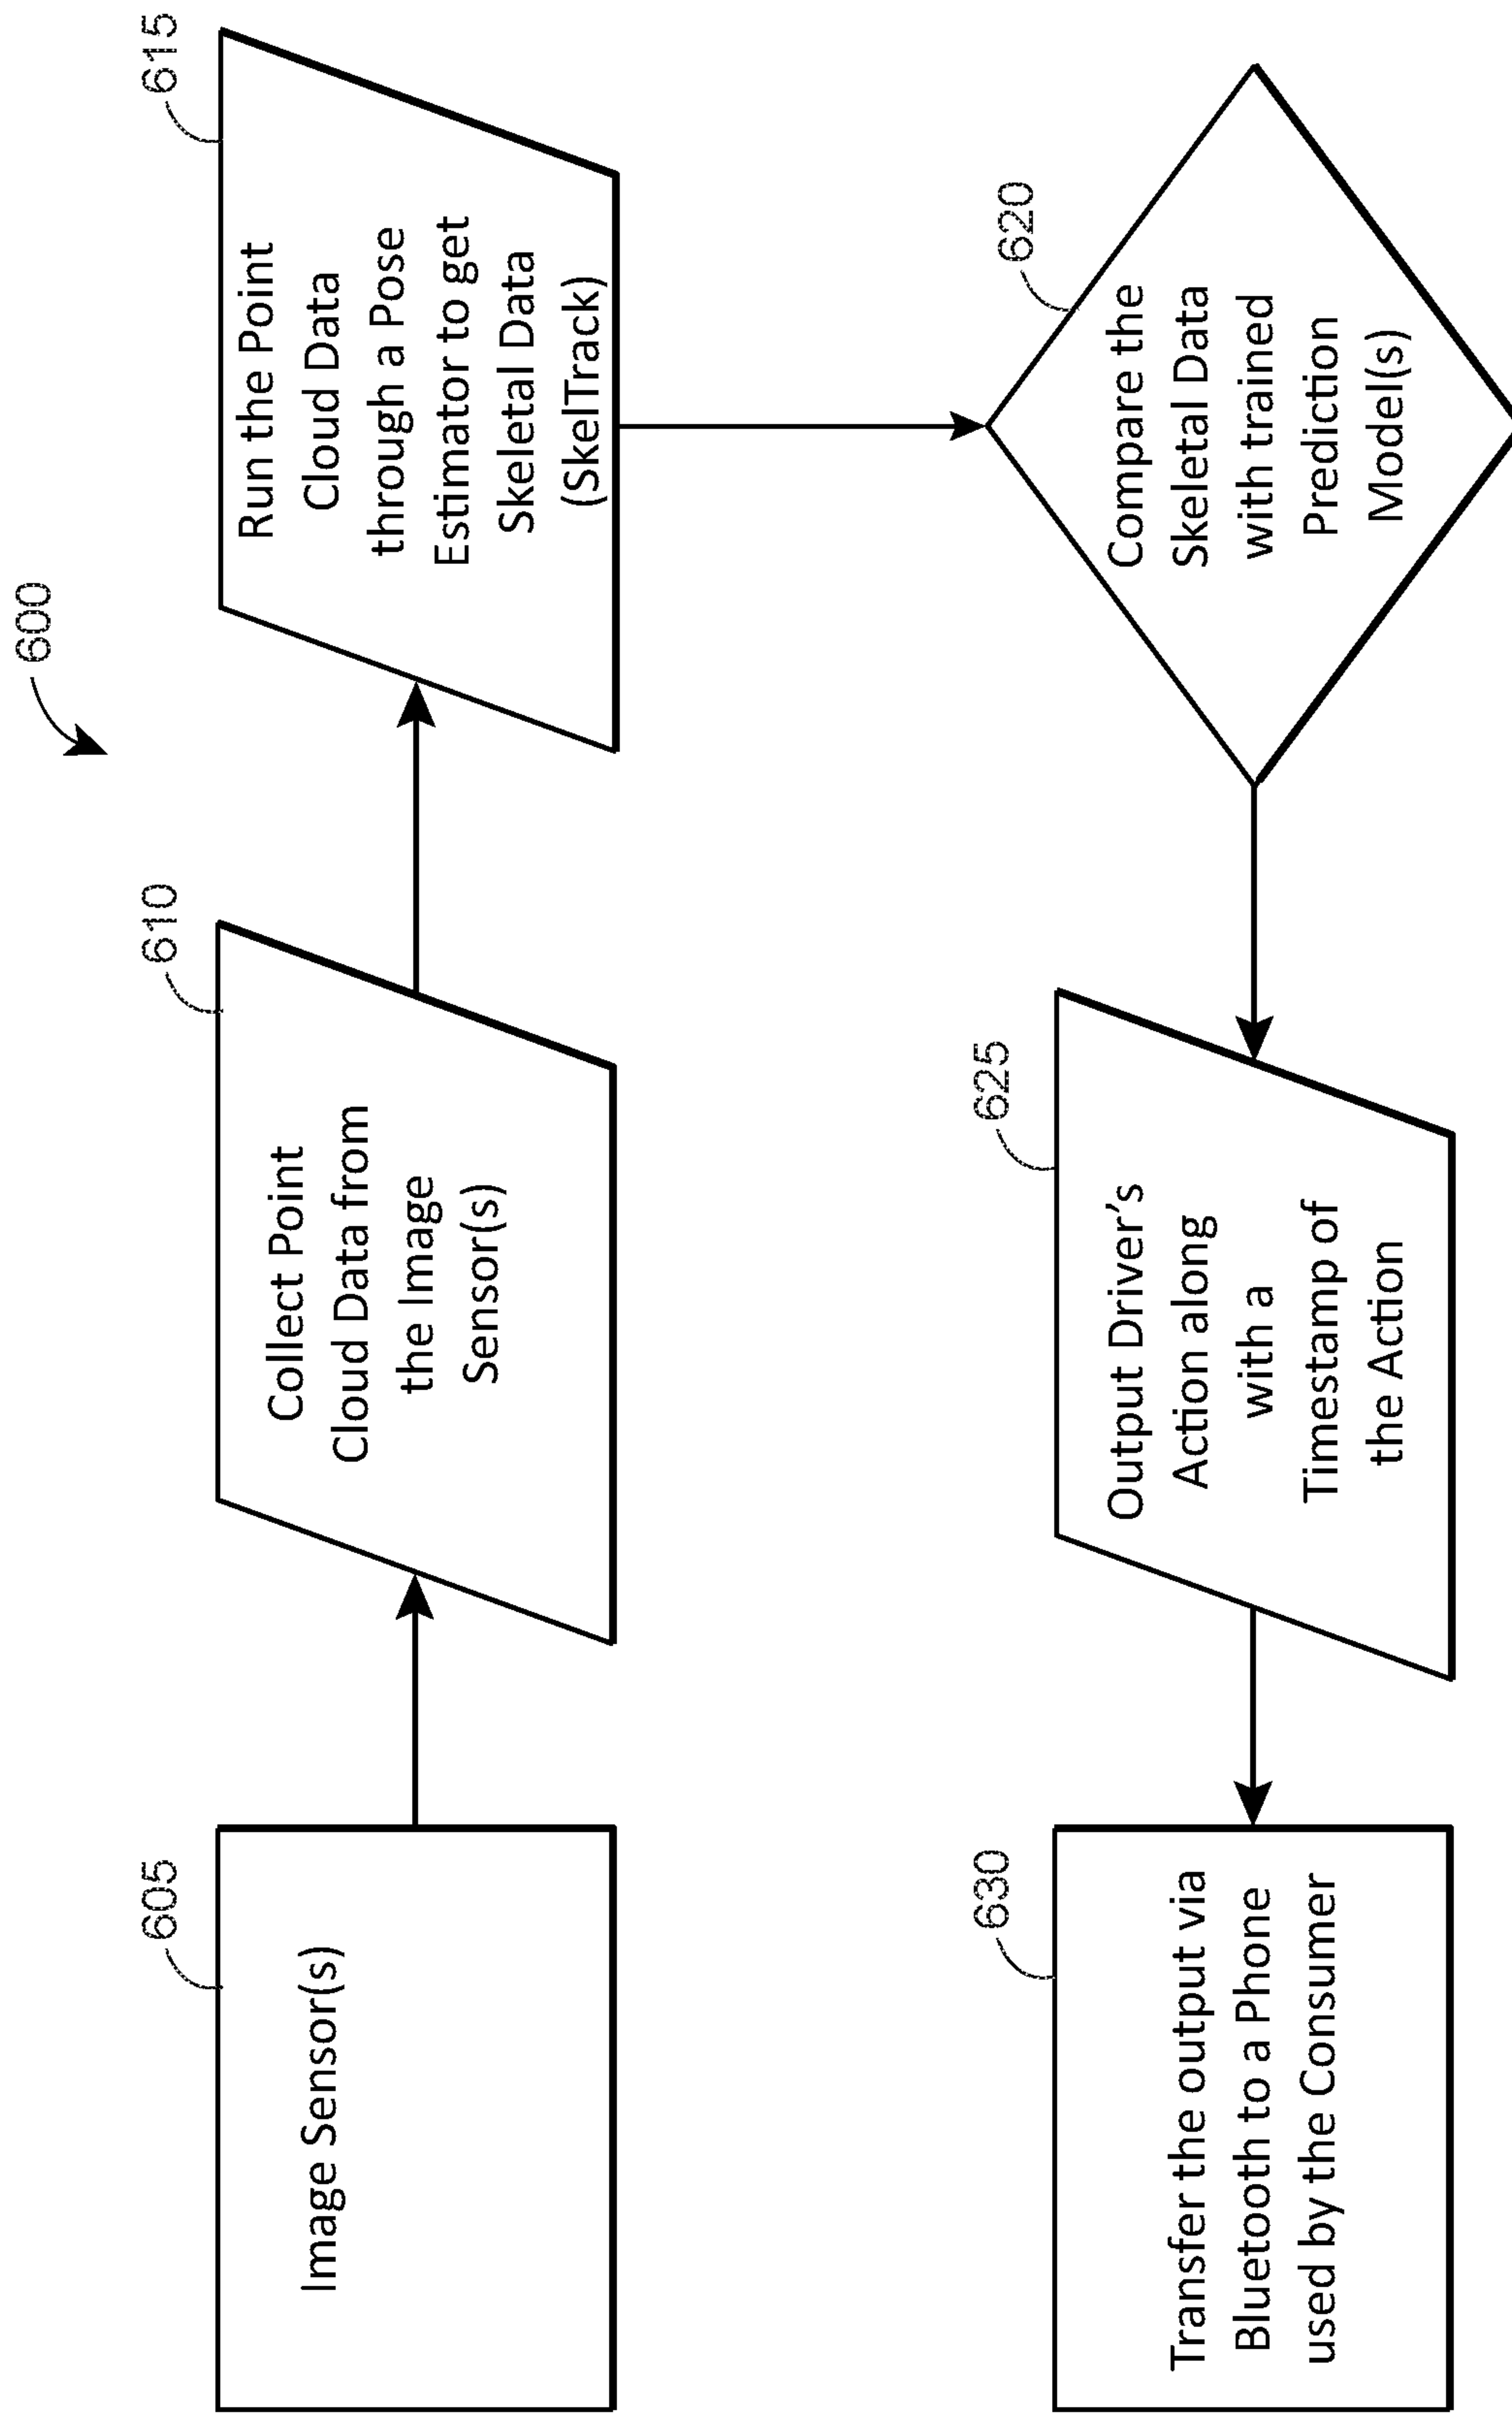 600
605
Image Sensor(s)
610
Collect Point
Cloud Data from
the Image
Sensor(s)
615
Run the Point
Cloud Data
through a Pose
Estimator to get
Skeletal Data
(SkelTrack)
620
Compare the
Skeletal Data
with trained
Prediction
Model(s)
625
Output Driver’s
Action along
with a
Timestamp of
the Action
630
Transfer the output via
Bluetooth to a Phone
used by the Consumer